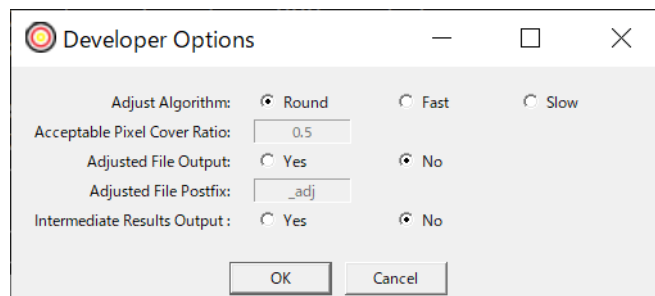 Developer Options
Adjust Algorithm: Round Fast Slow
Acceptable Pixel Cover Ratio: 0.5
Adjusted File Output: Yes No
Adjusted File Postfix: _adj
Intermediate Results Output : Yes No
OK Cancel